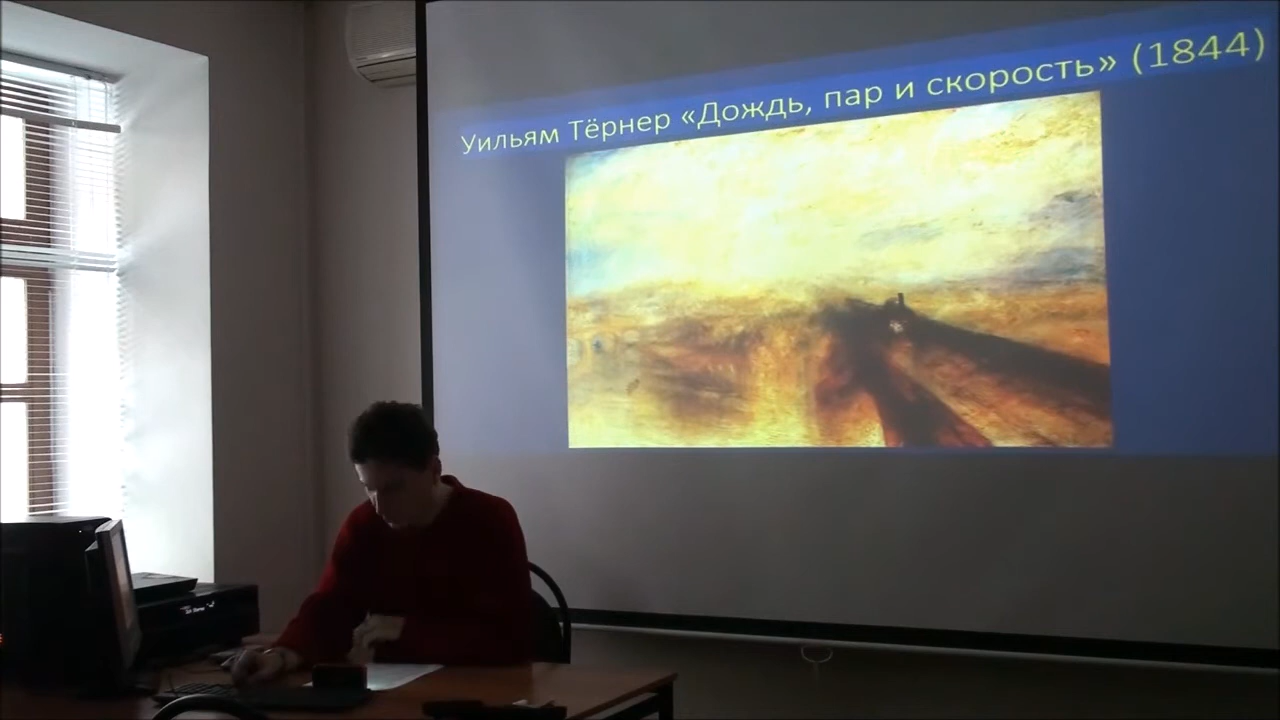 Уильям Тёрнер «Дождь, пар и скорость» (1844)